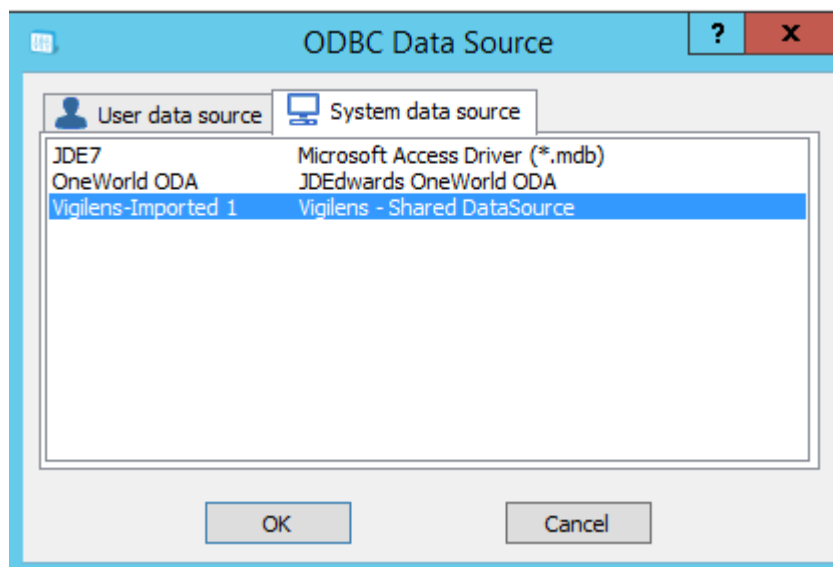 ODBC Data Source
? x
User data source System data source
JDE7 Microsoft Access Driver (*.mdb)
OneWorld ODA JDEdwards OneWorld ODA
Vigilens-Imported 1 Vigilens - Shared DataSource
OK Cancel